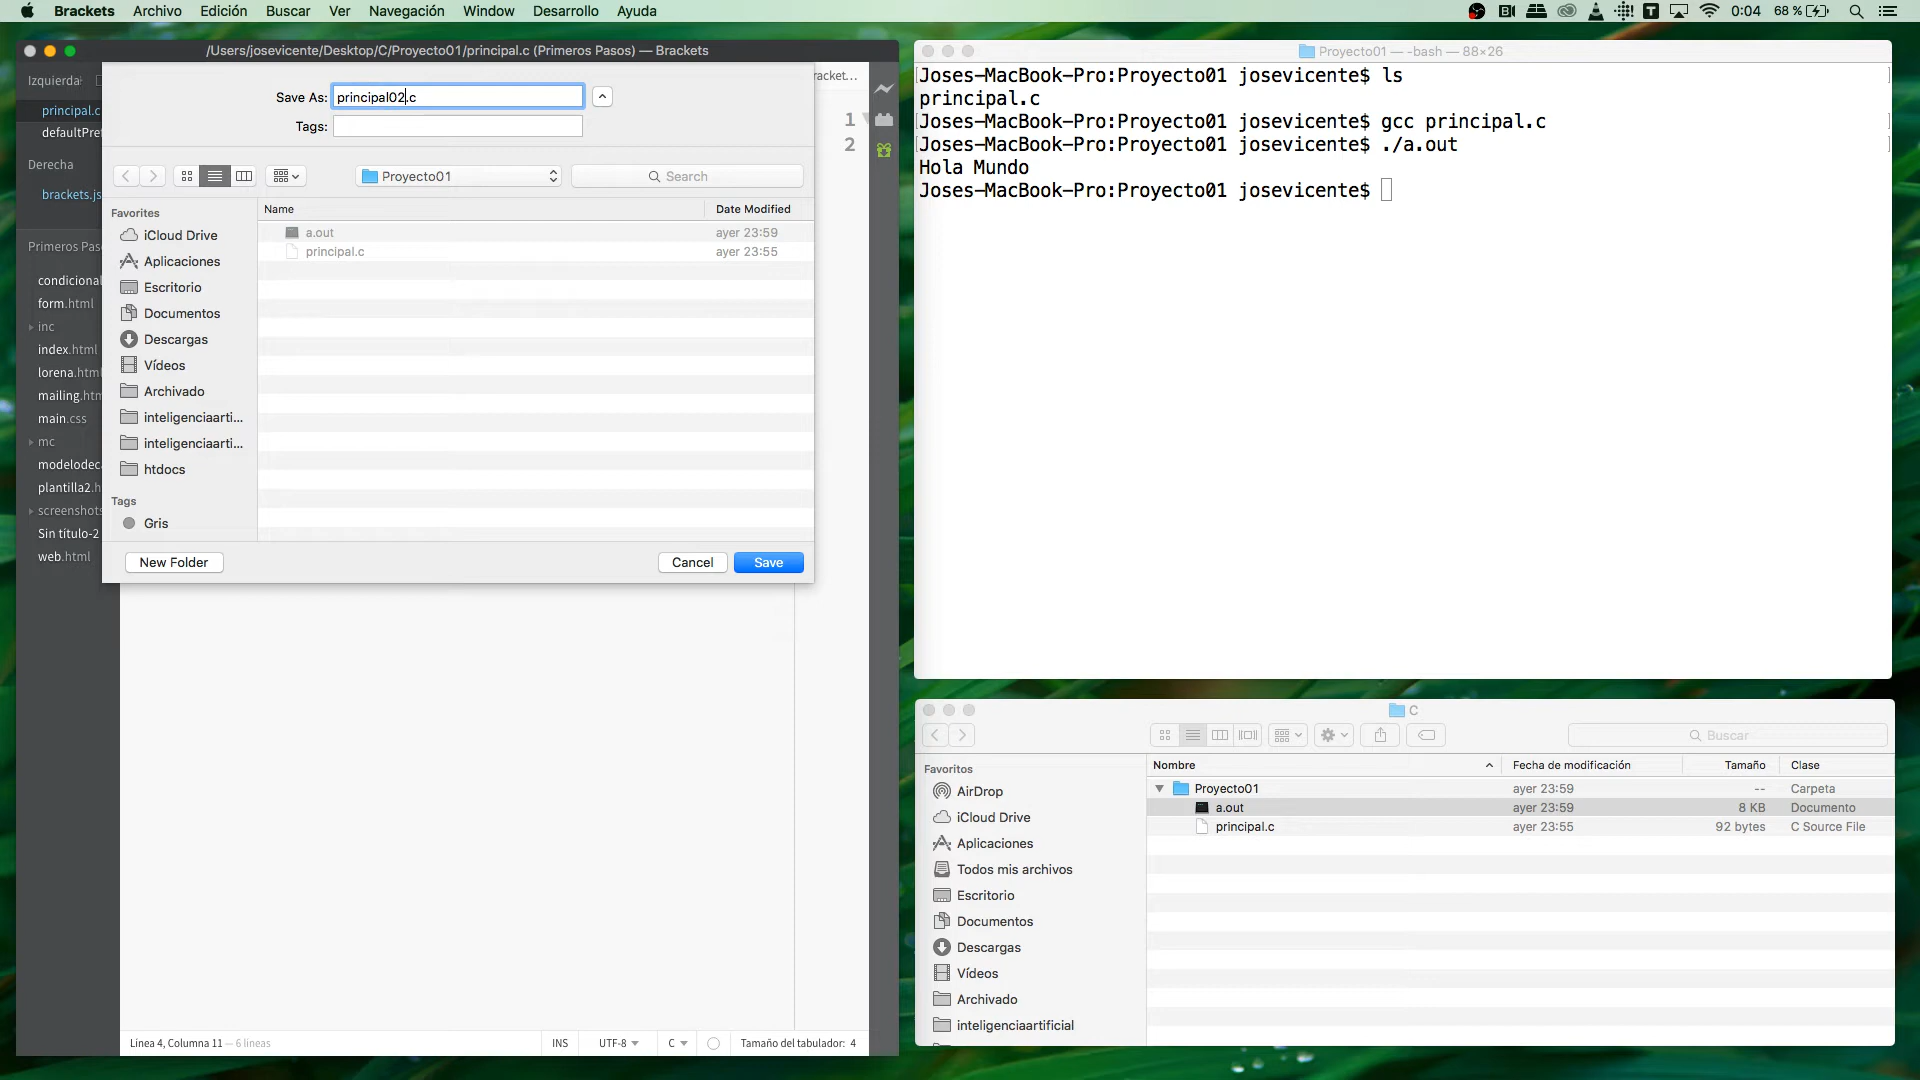 Brackets Archivo Edición Buscar Ver Navegación Window Desarrollo Ayuda 0:04 68 %
/Users/josevicente/Desktop/C/Proyecto01/principal.c (Primeros Pasos) — Brackets
Izquierda
principal.c
defaultPre
Derecha
brackets.js
Primeros Pas
condicional
form.html
inc
index.html
lorena.html
mailing.htm
main.css
mc
modelodeca
plantilla2.h
screenshots
Sin título-2
web.html
racket...
1
2
Save As: principal02.c
Tags:
Proyecto01
Search
Favorites
iCloud Drive
Aplicaciones
Escritorio
Documentos
Descargas
Vídeos
Archivado
inteligenciaarti...
inteligenciaarti...
htdocs
Tags
Gris
Name Date Modified
a.out ayer 23:59
principal.c ayer 23:55
New Folder Cancel Save
Línea 4, Columna 11 — 6 líneas INS UTF-8 C Tamaño del tabulador: 4
Proyecto01 — -bash — 88×26
Joses-MacBook-Pro:Proyecto01 josevicente$ ls
principal.c
Joses-MacBook-Pro:Proyecto01 josevicente$ gcc principal.c
Joses-MacBook-Pro:Proyecto01 josevicente$ ./a.out
Hola Mundo
Joses-MacBook-Pro:Proyecto01 josevicente$
C
Buscar
Favoritos
AirDrop
iCloud Drive
Aplicaciones
Todos mis archivos
Escritorio
Documentos
Descargas
Vídeos
Archivado
inteligenciaartificial
Nombre Fecha de modificación Tamaño Clase
Proyecto01 ayer 23:59 -- Carpeta
a.out ayer 23:59 8 KB Documento
principal.c ayer 23:55 92 bytes C Source File